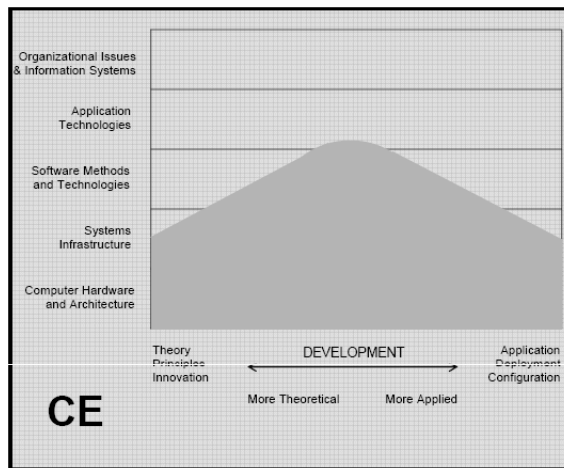 Organizational Issues
& Information Systems
Application
Technologies
Software Methods
and Technologies
Systems
Infrastructure
Computer Hardware
and Architecture
Theory
Principles
Innovation
DEVELOPMENT
Application
Deployment
Configuration
More Theoretical
More Applied
CE